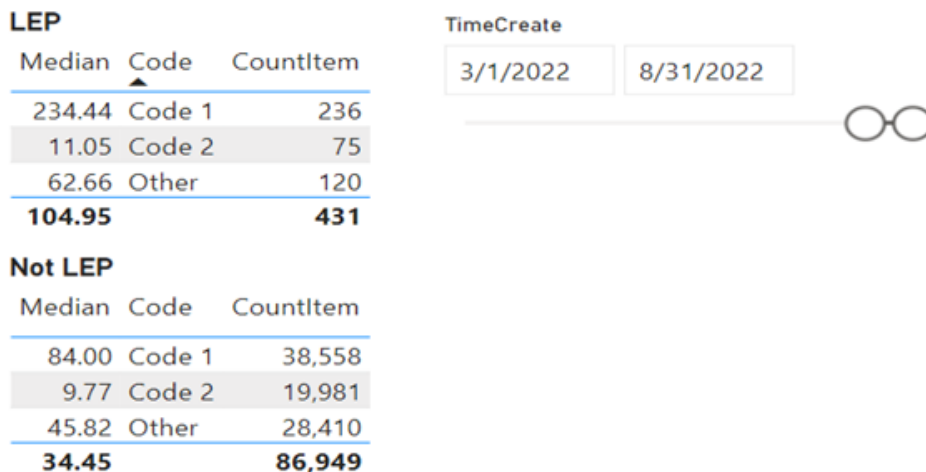 LEP
Median Code CountItem
234.44 Code 1 236
11.05 Code 2 75
62.66 Other 120
104.95 431
TimeCreate
3/1/2022 8/31/2022
Not LEP
Median Code CountItem
84.00 Code 1 38,558
9.77 Code 2 19,981
45.82 Other 28,410
34.45 86,949